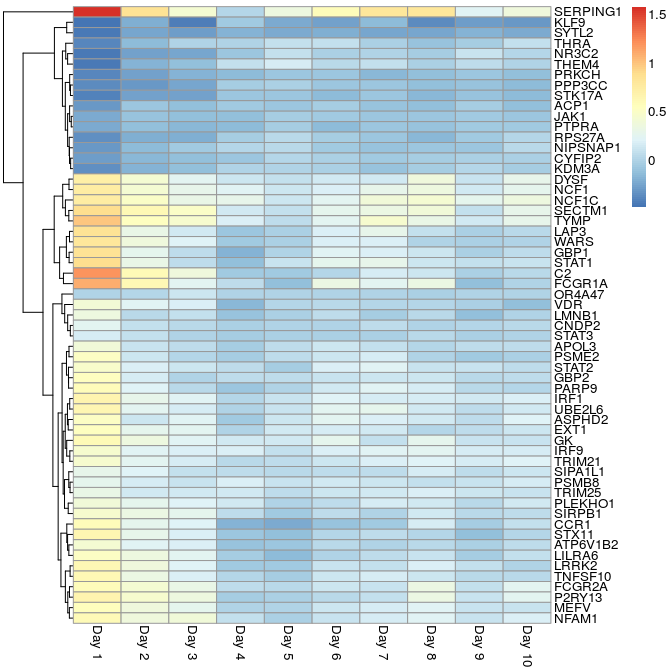 SERPING1
KLF9
SYTL2
THRA
NR3C2
THEM4
PRKCH
PPP3CC
STK17A
ACP1
JAK1
PTPRA
RPS27A
NIPSNAP1
CYFIP2
KDM3A
DYSF
NCF1
NCF1C
SECTM1
TYMP
LAP3
WARS
GBP1
STAT1
C2
FCGR1A
OR4A47
VDR
LMNB1
CNDP2
STAT3
APOL3
PSME2
STAT2
GBP2
PARP9
IRF1
UBE2L6
ASPHD2
EXT1
GK
IRF9
TRIM21
SIPA1L1
PSMB8
TRIM25
PLEKHO1
SIRPB1
CCR1
STX11
ATP6V1B2
LILRA6
LRRK2
TNFSF10
FCGR2A
P2RY13
MEFV
NFAM1
Day 1
Day 2
Day 3
Day 4
Day 5
Day 6
Day 7
Day 8
Day 9
Day 10
1.5
1
0.5
0